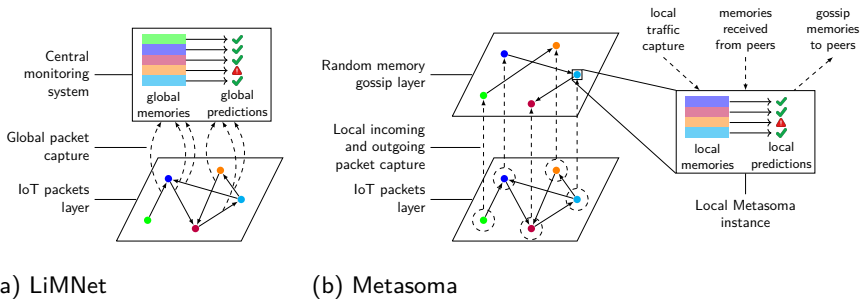 Central
monitoring
system
global
memories
global
predictions
Global packet
capture
IoT packets
layer
a) LiMNet
Random memory
gossip layer
Local incoming
and outgoing
packet capture
IoT packets
layer
local
traffic
capture
memories
received
from peers
gossip
memories
to peers
local
memories
local
predictions
Local Metasoma
instance
(b) Metasoma